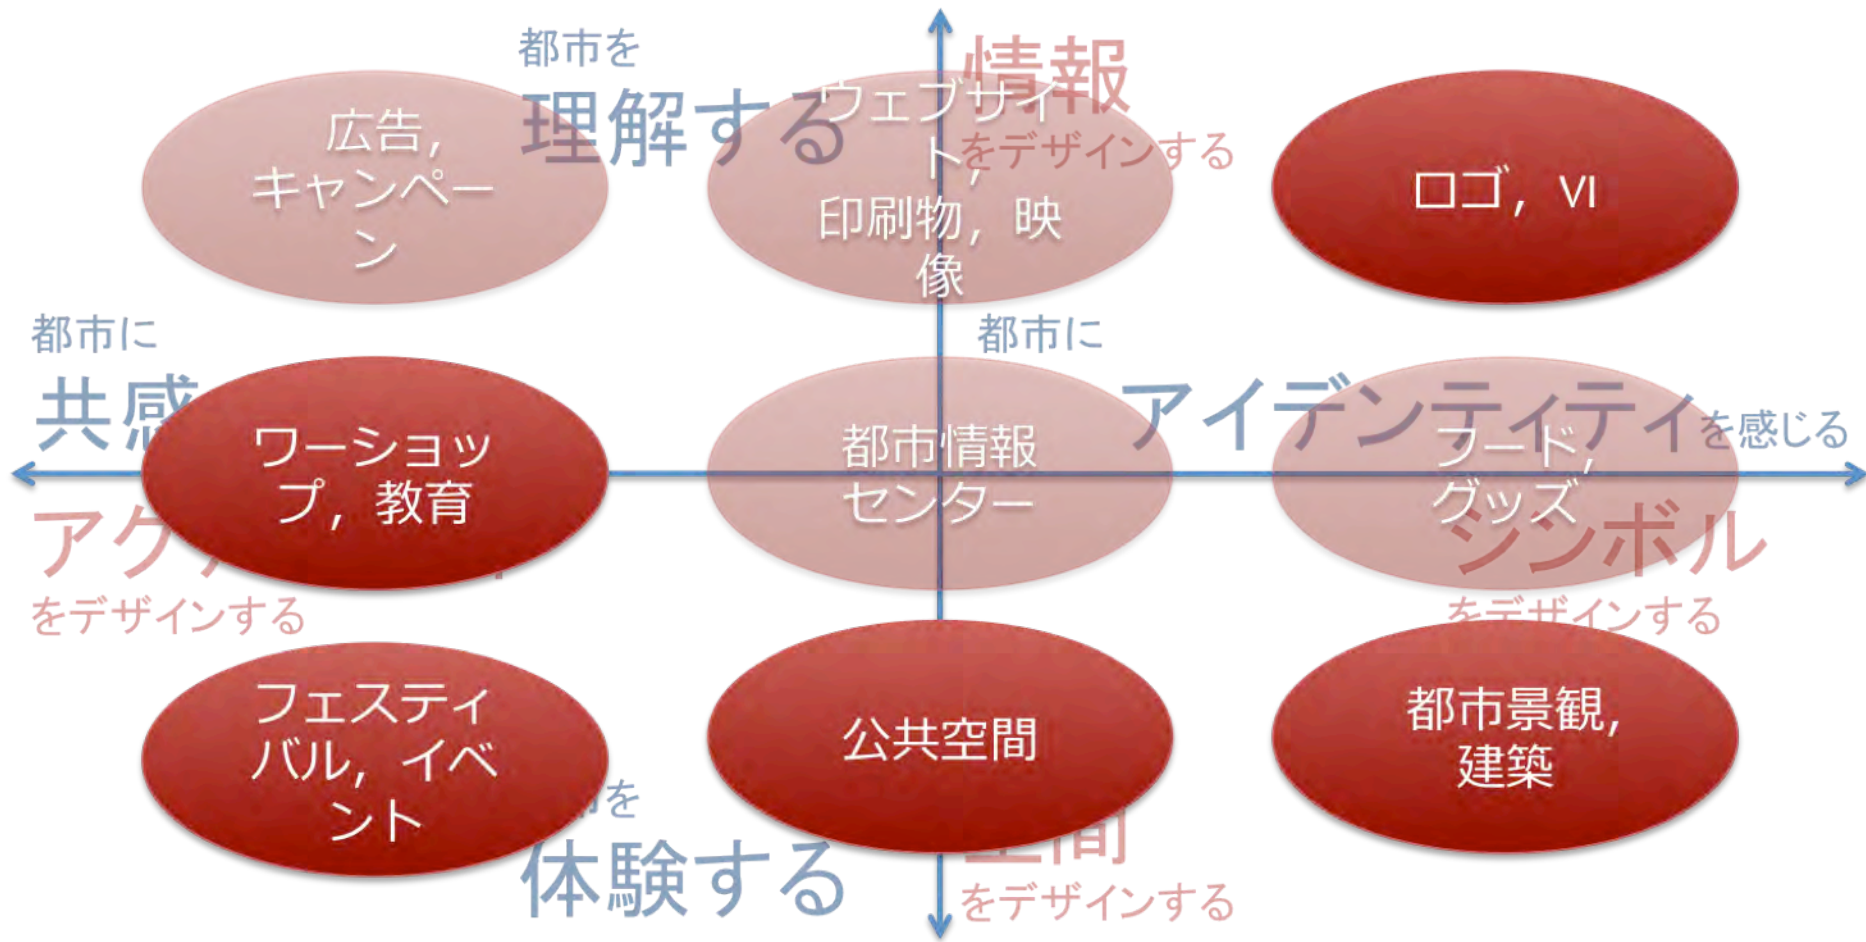 都市を
理解する
情報
をデザインする
広告,
キャンペー
ン
ウェブサイ
ト,
印刷物, 映
像
ロゴ, VI
都市に
共感
都市に
アイデンティティを感じる
ワーショッ
プ, 教育
都市情報
センター
フード,
グッズ
をデザインする
シンボル
をデザインする
フェスティ
バル, イベ
ント
公共空間
都市景観,
建築
を
体験する
空間
をデザインする